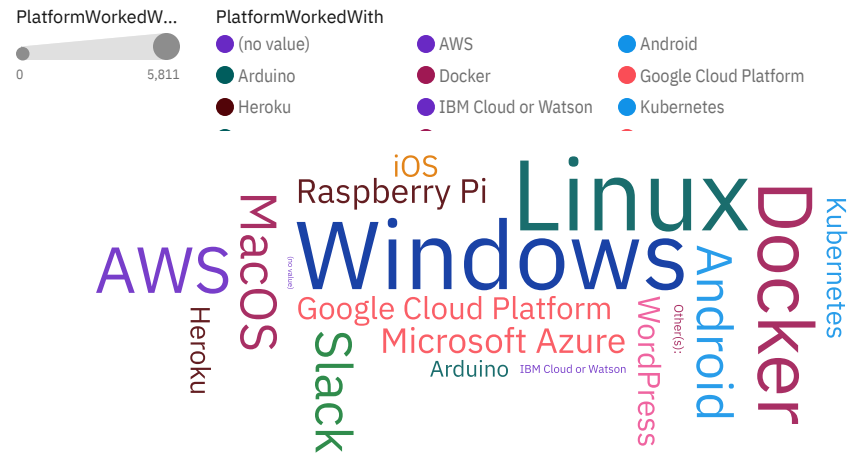 PlatformWorkedW...
PlatformWorkedWith
0
5,811
(no value)
AWS
Android
Arduino
Docker
Google Cloud Platform
Heroku
IBM Cloud or Watson
Kubernetes
iOS
Raspberry Pi
Linux
Windows
AWS
MacOS
(no value)
Docker
Kubernetes
Android
Google Cloud Platform
Heroku
Microsoft Azure
WordPress
Other(s):
Slack
Arduino
IBM Cloud or Watson